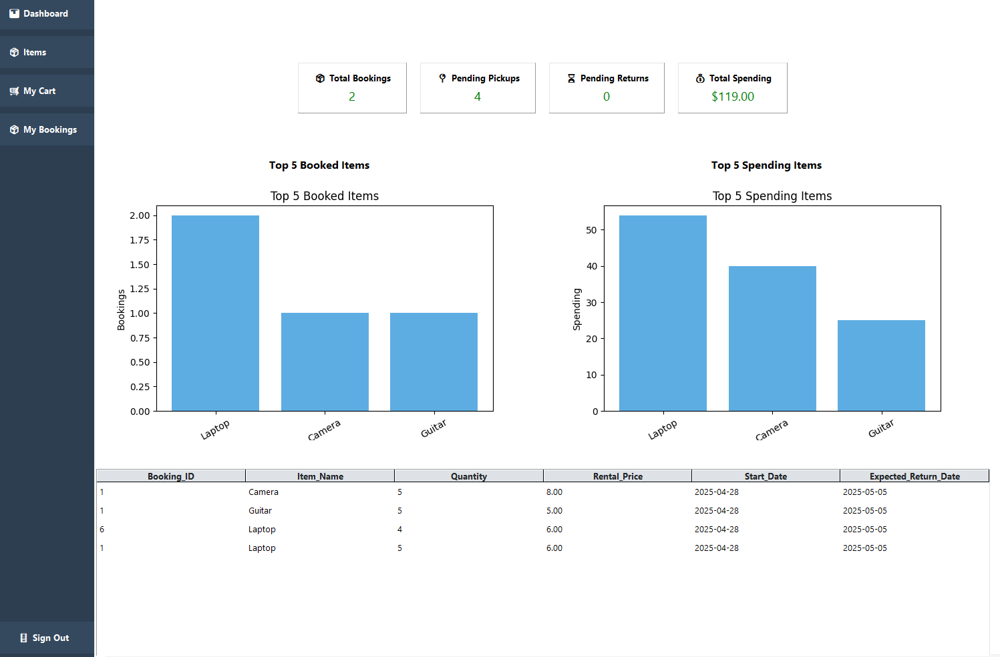 Dashboard
Items
My Cart
My Bookings
Sign Out
Total Bookings
2
Pending Pickups
4
Pending Returns
0
Total Spending
$119.00
Top 5 Booked Items
Top 5 Booked Items
Bookings
2.00
1.75
1.50
1.25
1.00
0.75
0.50
0.25
0.00
Laptop Camera Guitar
Top 5 Spending Items
Top 5 Spending Items
Spending
50
40
30
20
10
0
Laptop Camera Guitar
Booking_ID Item_Name Quantity Rental_Price Start_Date Expected_Return_Date
1 Camera 5 8.00 2025-04-28 2025-05-05
1 Guitar 5 5.00 2025-04-28 2025-05-05
6 Laptop 4 6.00 2025-04-28 2025-05-05
1 Laptop 5 6.00 2025-04-28 2025-05-05